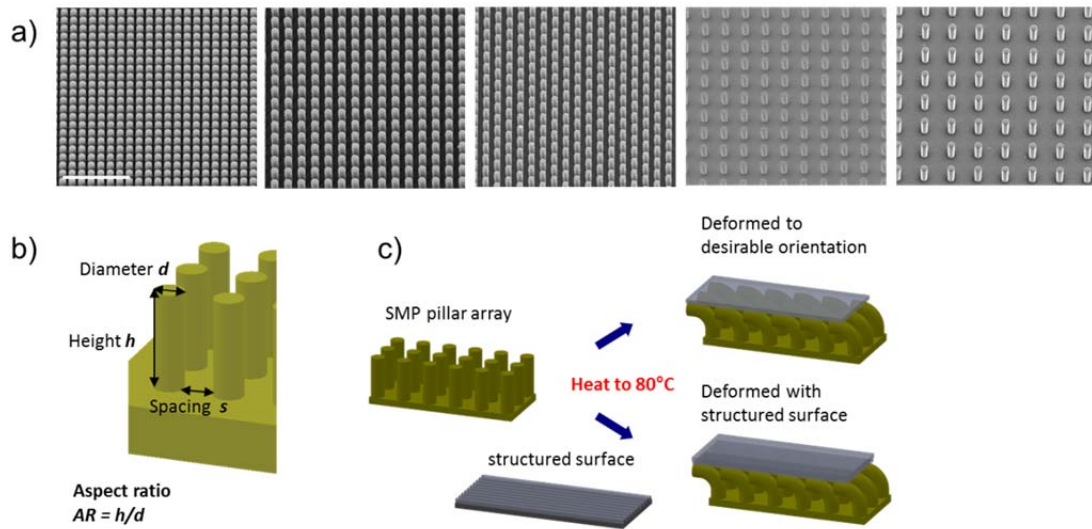 a)
b)
Diameter d
Height h
Spacing s
Aspect ratio
AR = h/d
c)
SMP pillar array
Heat to 80°C
structured surface
Deformed to
desirable orientation
Deformed with
structured surface